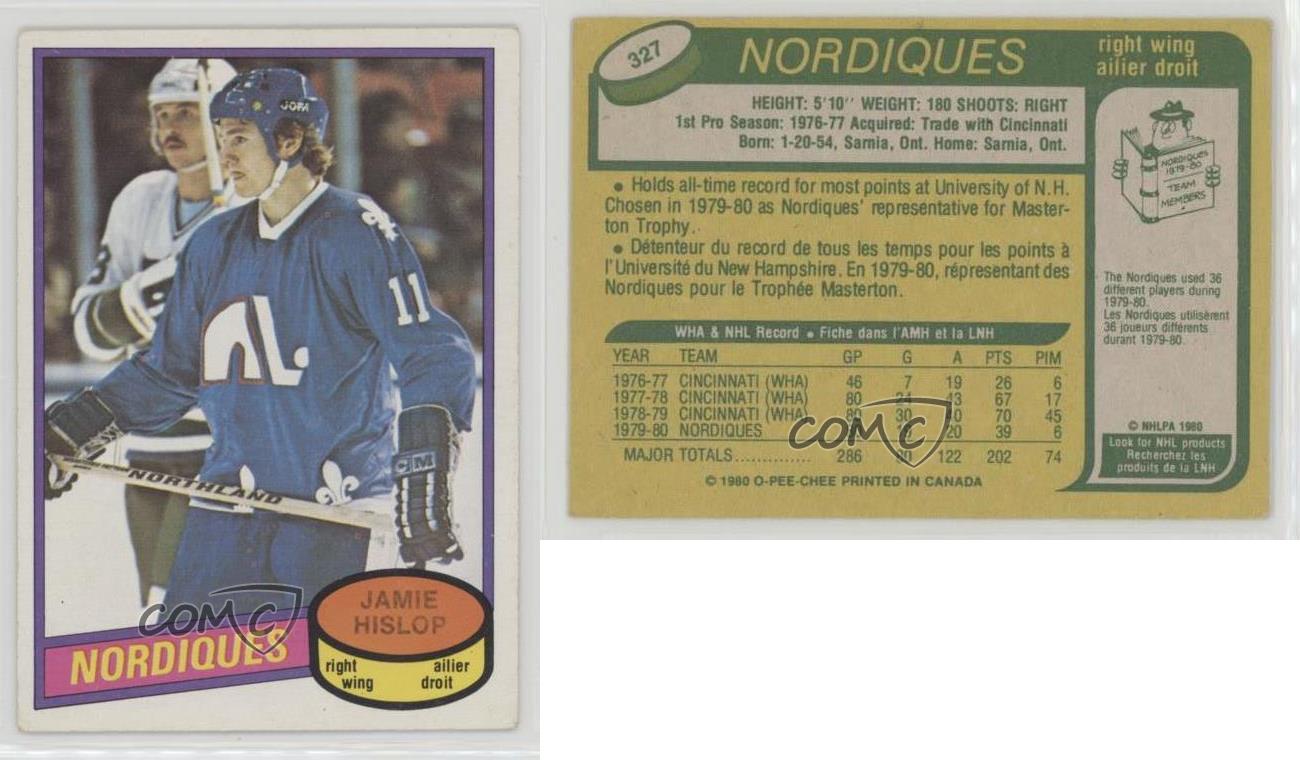 JOFA
11
NORTHLAND
CM
COMC
NORDIQUES
JAMIE
HISLOP
right ailier
wing droit
327
NORDIQUES
right wing
ailier droit
HEIGHT: 5'10'' WEIGHT: 180 SHOOTS: RIGHT
1st Pro Season: 1976-77 Acquired: Trade with Cincinnati
Born: 1-20-54, Sarnia, Ont. Home: Sarnia, Ont.
• Holds all-time record for most points at University of N.H.
Chosen in 1979-80 as Nordiques' representative for Master-
ton Trophy.
• Détenteur du record de tous les temps pour les points à
l'Université du New Hampshire. En 1979-80, réprésentant des
Nordiques pour le Trophée Masterton.
WHA & NHL Record • Fiche dans l'AMH et la LNH
YEAR TEAM GP G A PTS PIM
1976-77 CINCINNATI (WHA) 46 7 19 26 6
1977-78 CINCINNATI (WHA) 80 24 43 67 17
1978-79 CINCINNATI (WHA) 80 30 40 70 45
1979-80 NORDIQUES 20 39 6
MAJOR TOTALS.............. 286 80 122 202 74
© 1980 O-PEE-CHEE PRINTED IN CANADA
COMC
NORDIQUES
1979-80
TEAM
MEMBERS
The Nordiques used 36
different players during
1979-80.
Les Nordiques utilisèrent
36 joueurs différents
durant 1979-80.
© NHLPA 1980
Look for NHL products
Recherchez les
produits de la LNH